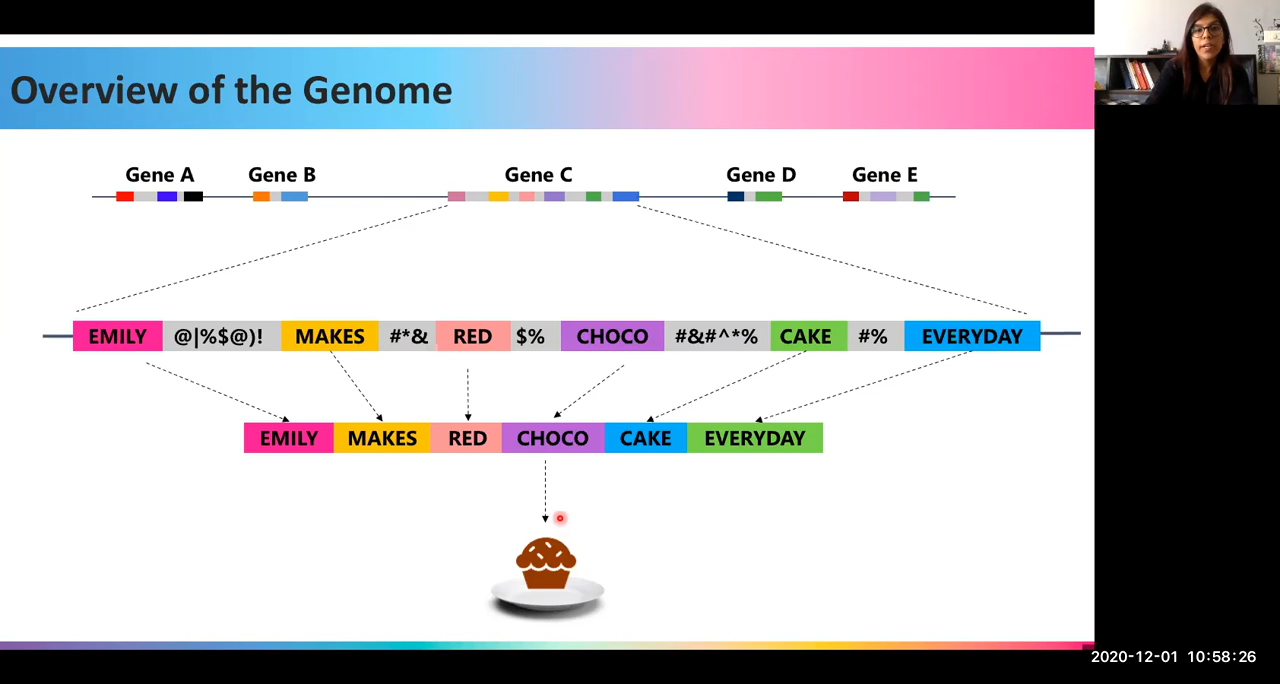 Overview of the Genome
Gene A Gene B Gene C Gene D Gene E
EMILY @|%$@)! MAKES #*& RED $% CHOCO #&#^*% CAKE #% EVERYDAY
EMILY MAKES RED CHOCO CAKE EVERYDAY
2020-12-01 10:58:26